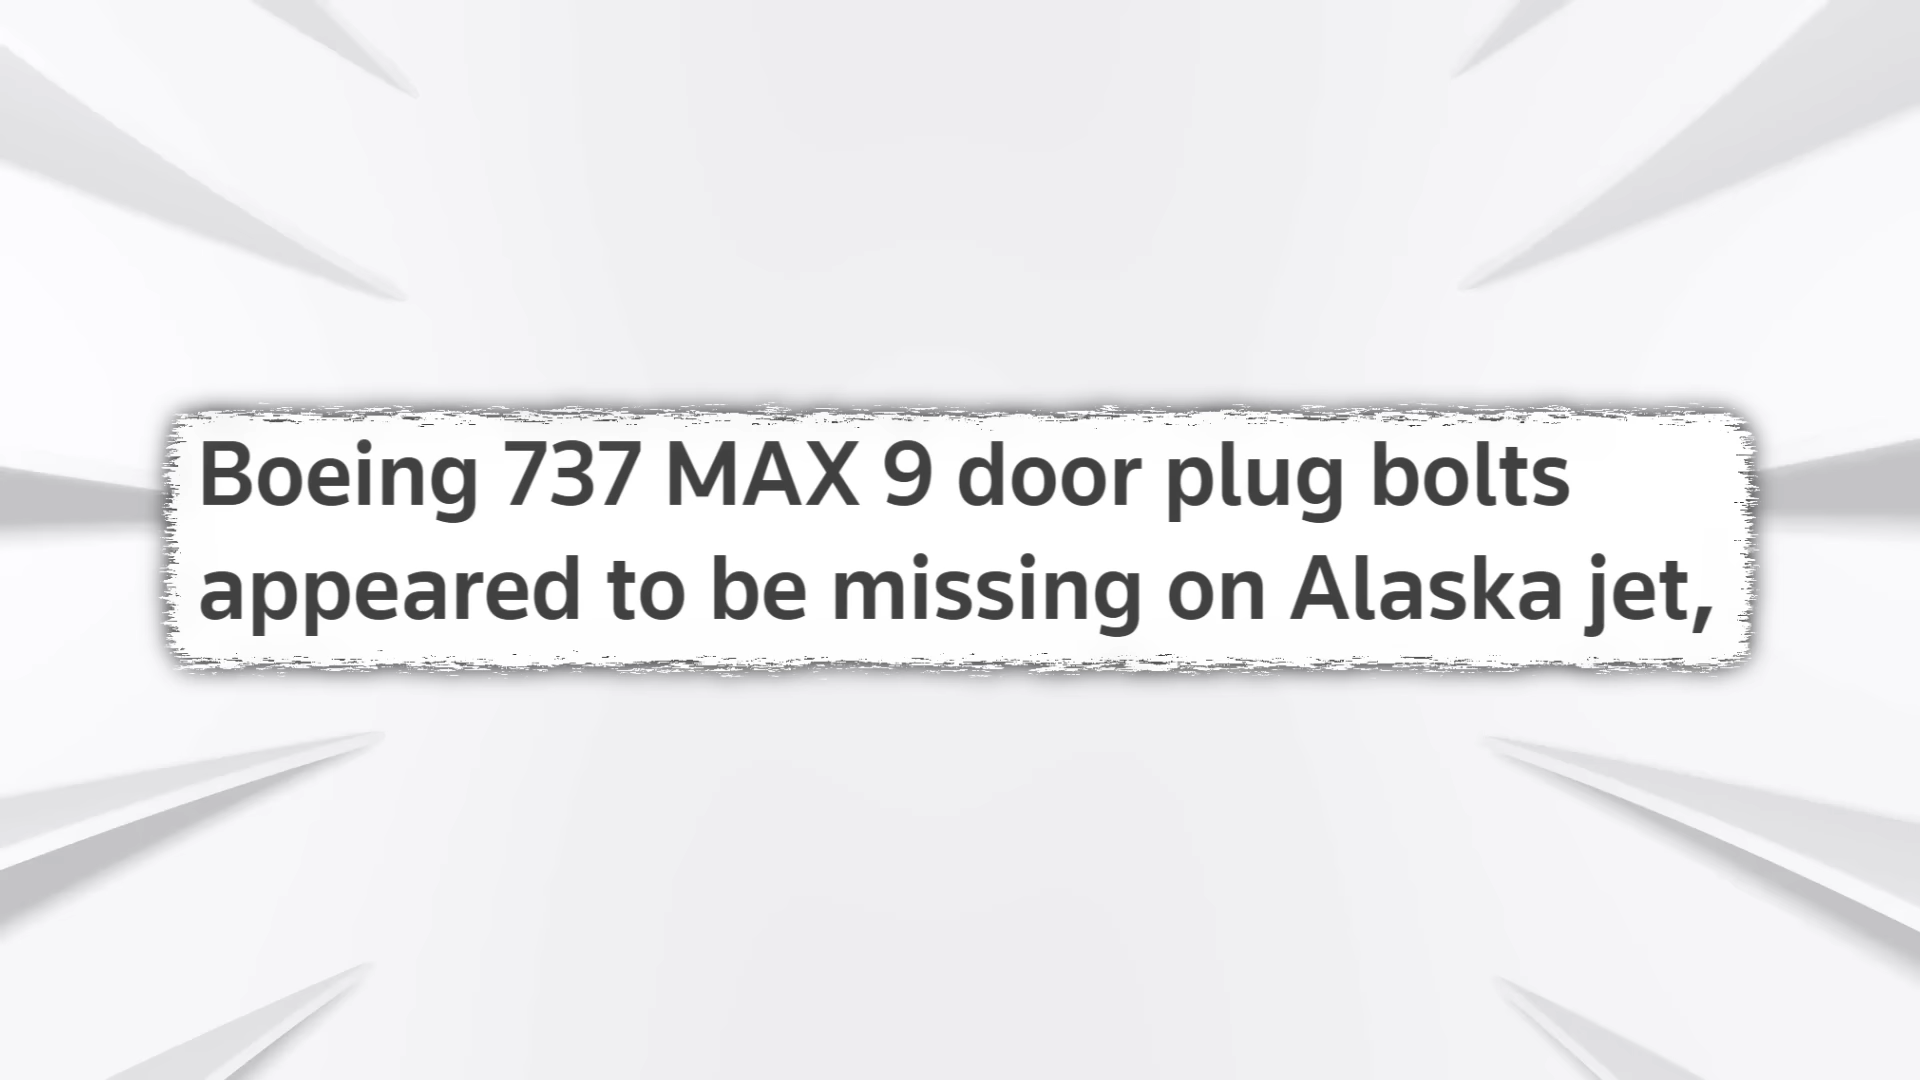 Boeing 737 MAX 9 door plug bolts
appeared to be missing on Alaska jet,